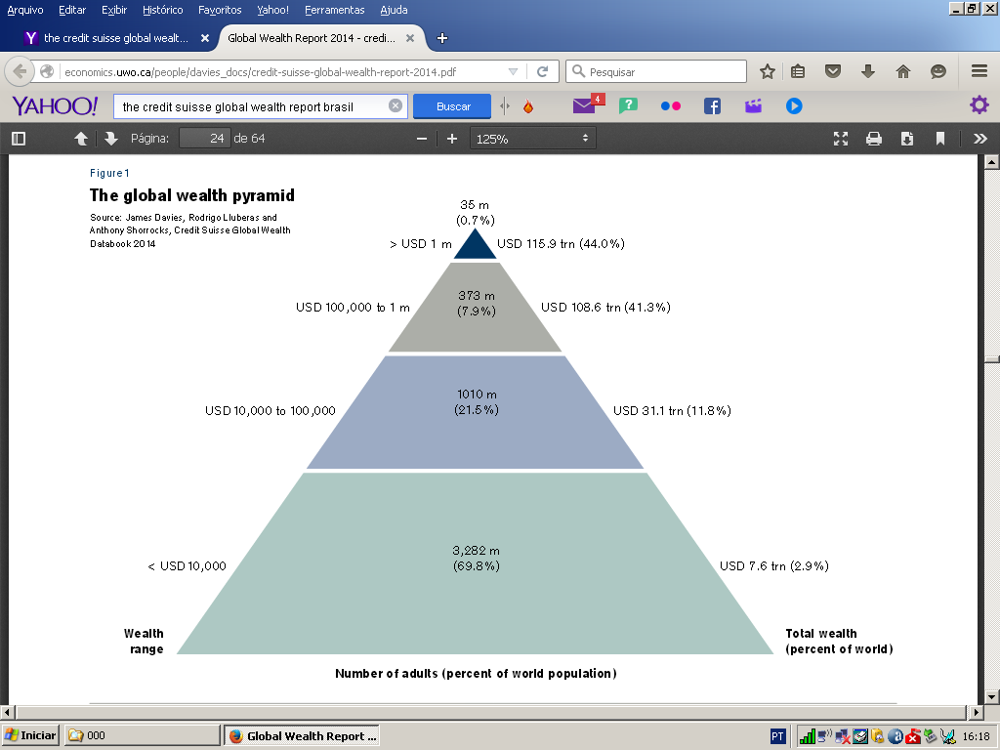 Arquivo Editar Exibir Histórico Favoritos Yahoo! Ferramentas Ajuda
the credit suisse global wealt... Global Wealth Report 2014 - credi...
economics.uwo.ca/people/davies_docs/credit-suisse-global-wealth-report-2014.pdf Pesquisar
YAHOO! the credit suisse global wealth report brasil Buscar 4
Página: 24 de 64 125%
Figure 1
The global wealth pyramid
Source: James Davies, Rodrigo Lluberas and
Anthony Shorrocks, Credit Suisse Global Wealth
Databook 2014
35 m
(0.7%)
> USD 1 m USD 115.9 trn (44.0%)
373 m
(7.9%)
USD 100,000 to 1 m USD 108.6 trn (41.3%)
1010 m
(21.5%)
USD 10,000 to 100,000 USD 31.1 trn (11.8%)
3,282 m
(69.8%)
< USD 10,000 USD 7.6 trn (2.9%)
Wealth
range
Total wealth
(percent of world)
Number of adults (percent of world population)
Iniciar 000 Global Wealth Report ... PT 16:18